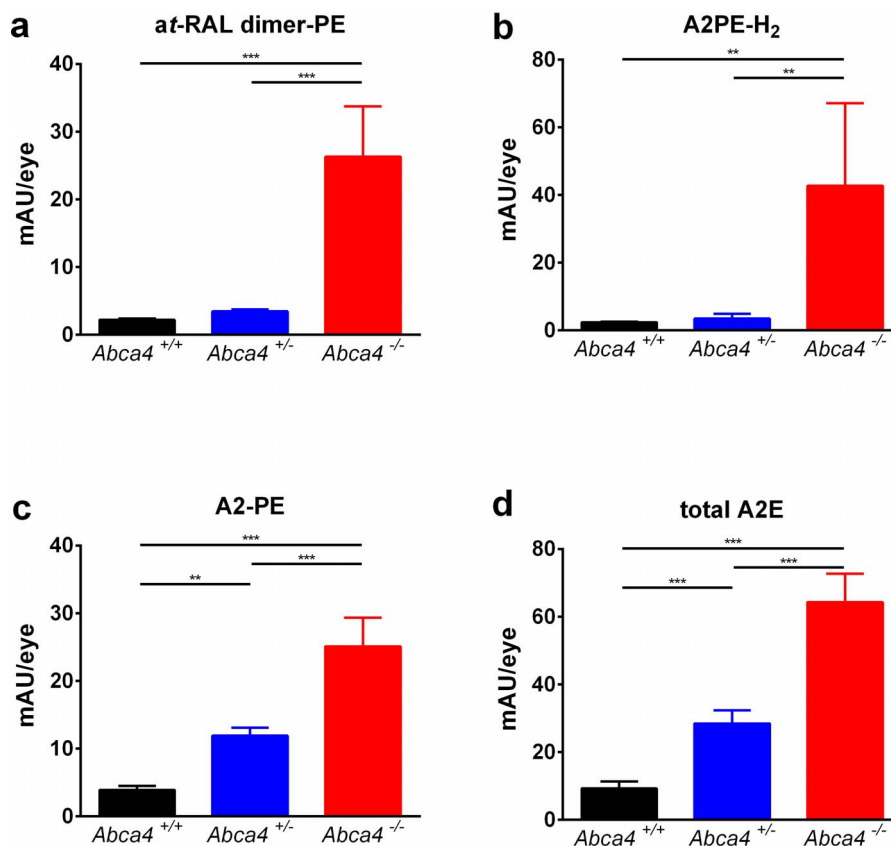 a
at-RAL dimer-PE
40
30
20
10
0
mAU/eye
***
***
Abca4 +/+
Abca4 +/-
Abca4 -/-
b
A2PE-H2
80
60
40
20
0
mAU/eye
**
**
Abca4 +/+
Abca4 +/-
Abca4 -/-
c
A2-PE
40
30
20
10
0
mAU/eye
***
***
**
Abca4 +/+
Abca4 +/-
Abca4 -/-
d
total A2E
80
60
40
20
0
mAU/eye
***
***
***
Abca4 +/+
Abca4 +/-
Abca4 -/-